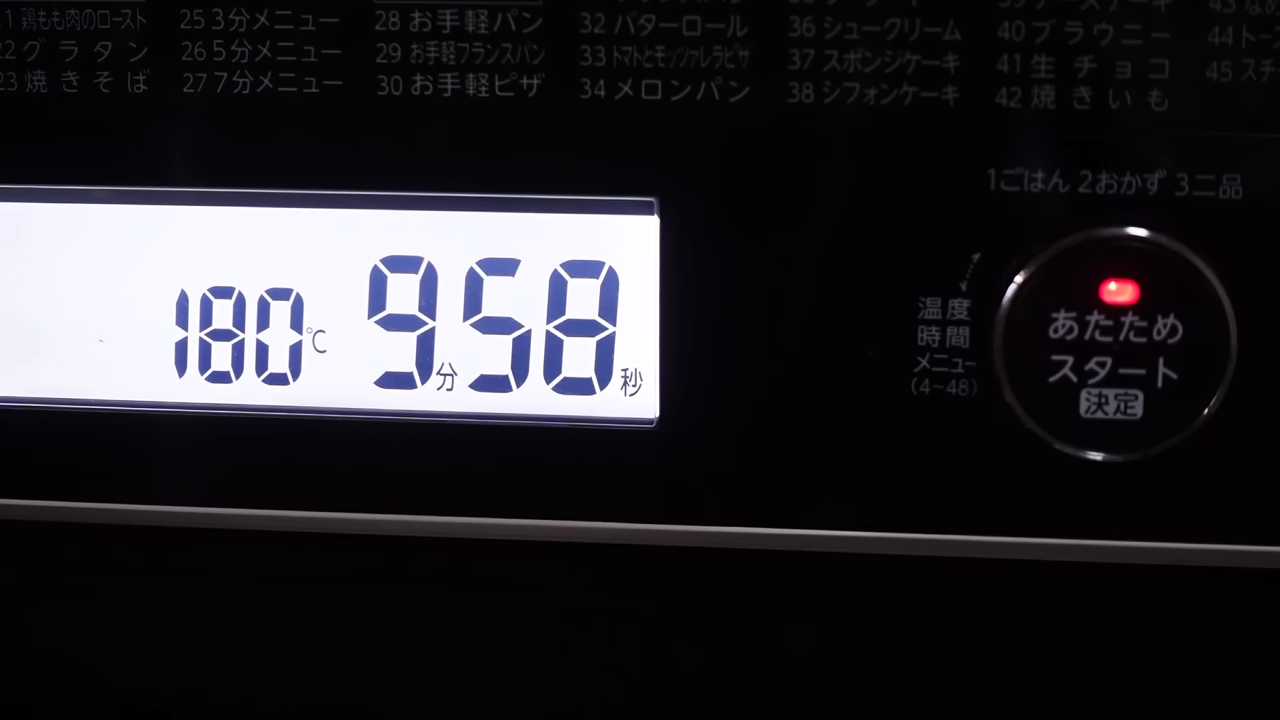 鶏もも肉のロースト
25 3分メニュー
28 お手軽パン
32 バターロール
36 シュークリーム
40 ブラウニー
22 グラタン
26 5分メニュー
29 お手軽フランスパン
33 トマトとモッツァレラピザ
37 スポンジケーキ
41 生チョコ
23 焼きそば
27 7分メニュー
30 お手軽ピザ
34 メロンパン
38 シフォンケーキ
42 焼きいも
1ごはん 2おかず 3二品
180℃ 9分58秒
温度
時間
メニュー
(4-48)
あたため
スタート
決定